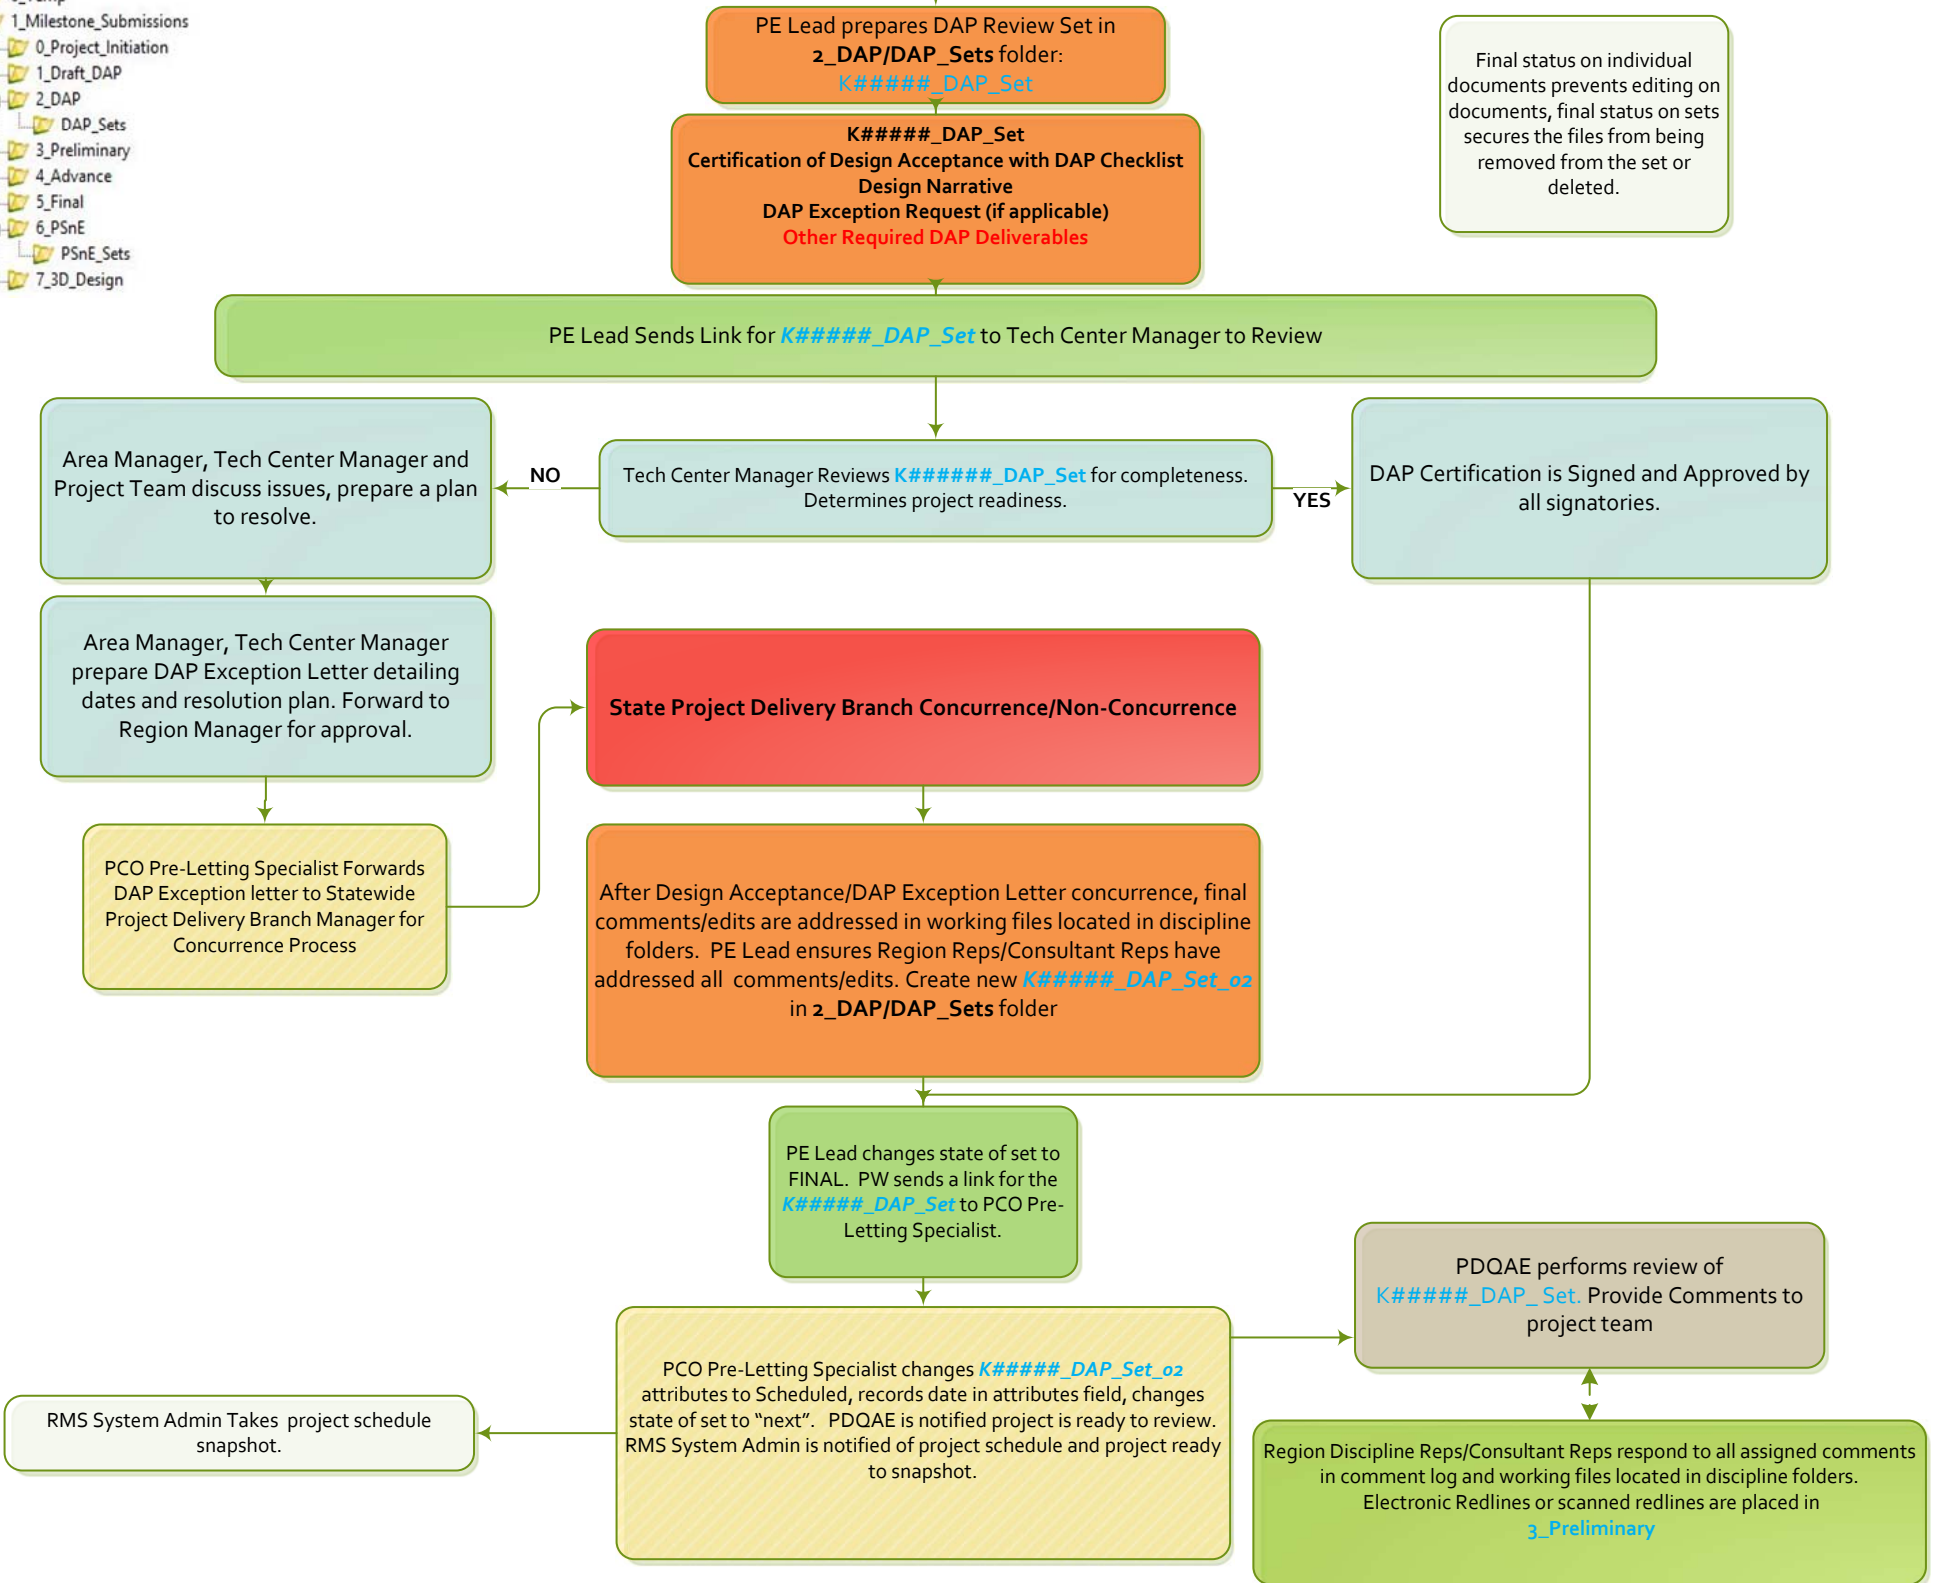 1_Milestone_Submissions
0_Project_Initiation
1_Draft_DAP
2_DAP
DAP_Sets
3_Preliminary
4_Advance
5_Final
6_PSnE
PSnE_Sets
7_3D_Design
PE Lead prepares DAP Review Set in
2_DAP/DAP_Sets folder:
K#####_DAP_Set
Final status on individual
documents prevents editing on
documents, final status on sets
secures the files from being
removed from the set or
deleted.
K#####_DAP_Set
Certification of Design Acceptance with DAP Checklist
Design Narrative
DAP Exception Request (if applicable)
Other Required DAP Deliverables
PE Lead Sends Link for K#####_DAP_Set to Tech Center Manager to Review
Area Manager, Tech Center Manager and
Project Team discuss issues, prepare a plan
to resolve.
NO
Tech Center Manager Reviews K######_DAP_Set for completeness.
Determines project readiness.
YES
DAP Certification is Signed and Approved by
all signatories.
Area Manager, Tech Center Manager
prepare DAP Exception Letter detailing
dates and resolution plan. Forward to
Region Manager for approval.
State Project Delivery Branch Concurrence/Non-Concurrence
PCO Pre-Letting Specialist Forwards
DAP Exception letter to Statewide
Project Delivery Branch Manager for
Concurrence Process
After Design Acceptance/DAP Exception Letter concurrence, final
comments/edits are addressed in working files located in discipline
folders. PE Lead ensures Region Reps/Consultant Reps have
addressed all comments/edits. Create new K#####_DAP_Set_02
in 2_DAP/DAP_Sets folder
PE Lead changes state of set to
FINAL. PW sends a link for the
K#####_DAP_Set to PCO Pre-
Letting Specialist.
PDQAE performs review of
K#####_DAP_ Set. Provide Comments to
project team
PCO Pre-Letting Specialist changes K#####_DAP_Set_02
attributes to Scheduled, records date in attributes field, changes
state of set to “next”. PDQAE is notified project is ready to review.
RMS System Admin is notified of project schedule and project ready
to snapshot.
RMS System Admin Takes project schedule
snapshot.
Region Discipline Reps/Consultant Reps respond to all assigned comments
in comment log and working files located in discipline folders.
Electronic Redlines or scanned redlines are placed in
3_Preliminary